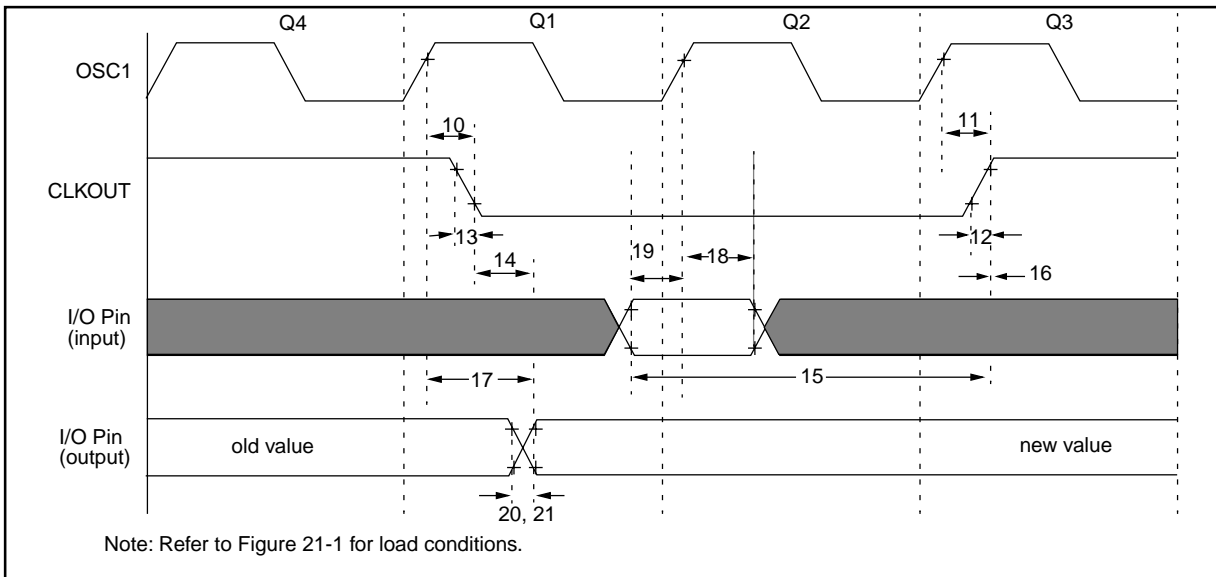 Q4 Q1 Q2 Q3
OSC1
10 11
CLKOUT
13 12
14 19 18 16
I/O Pin
(input)
17 15
I/O Pin
(output)
old value new value
20, 21
Note: Refer to Figure 21-1 for load conditions.